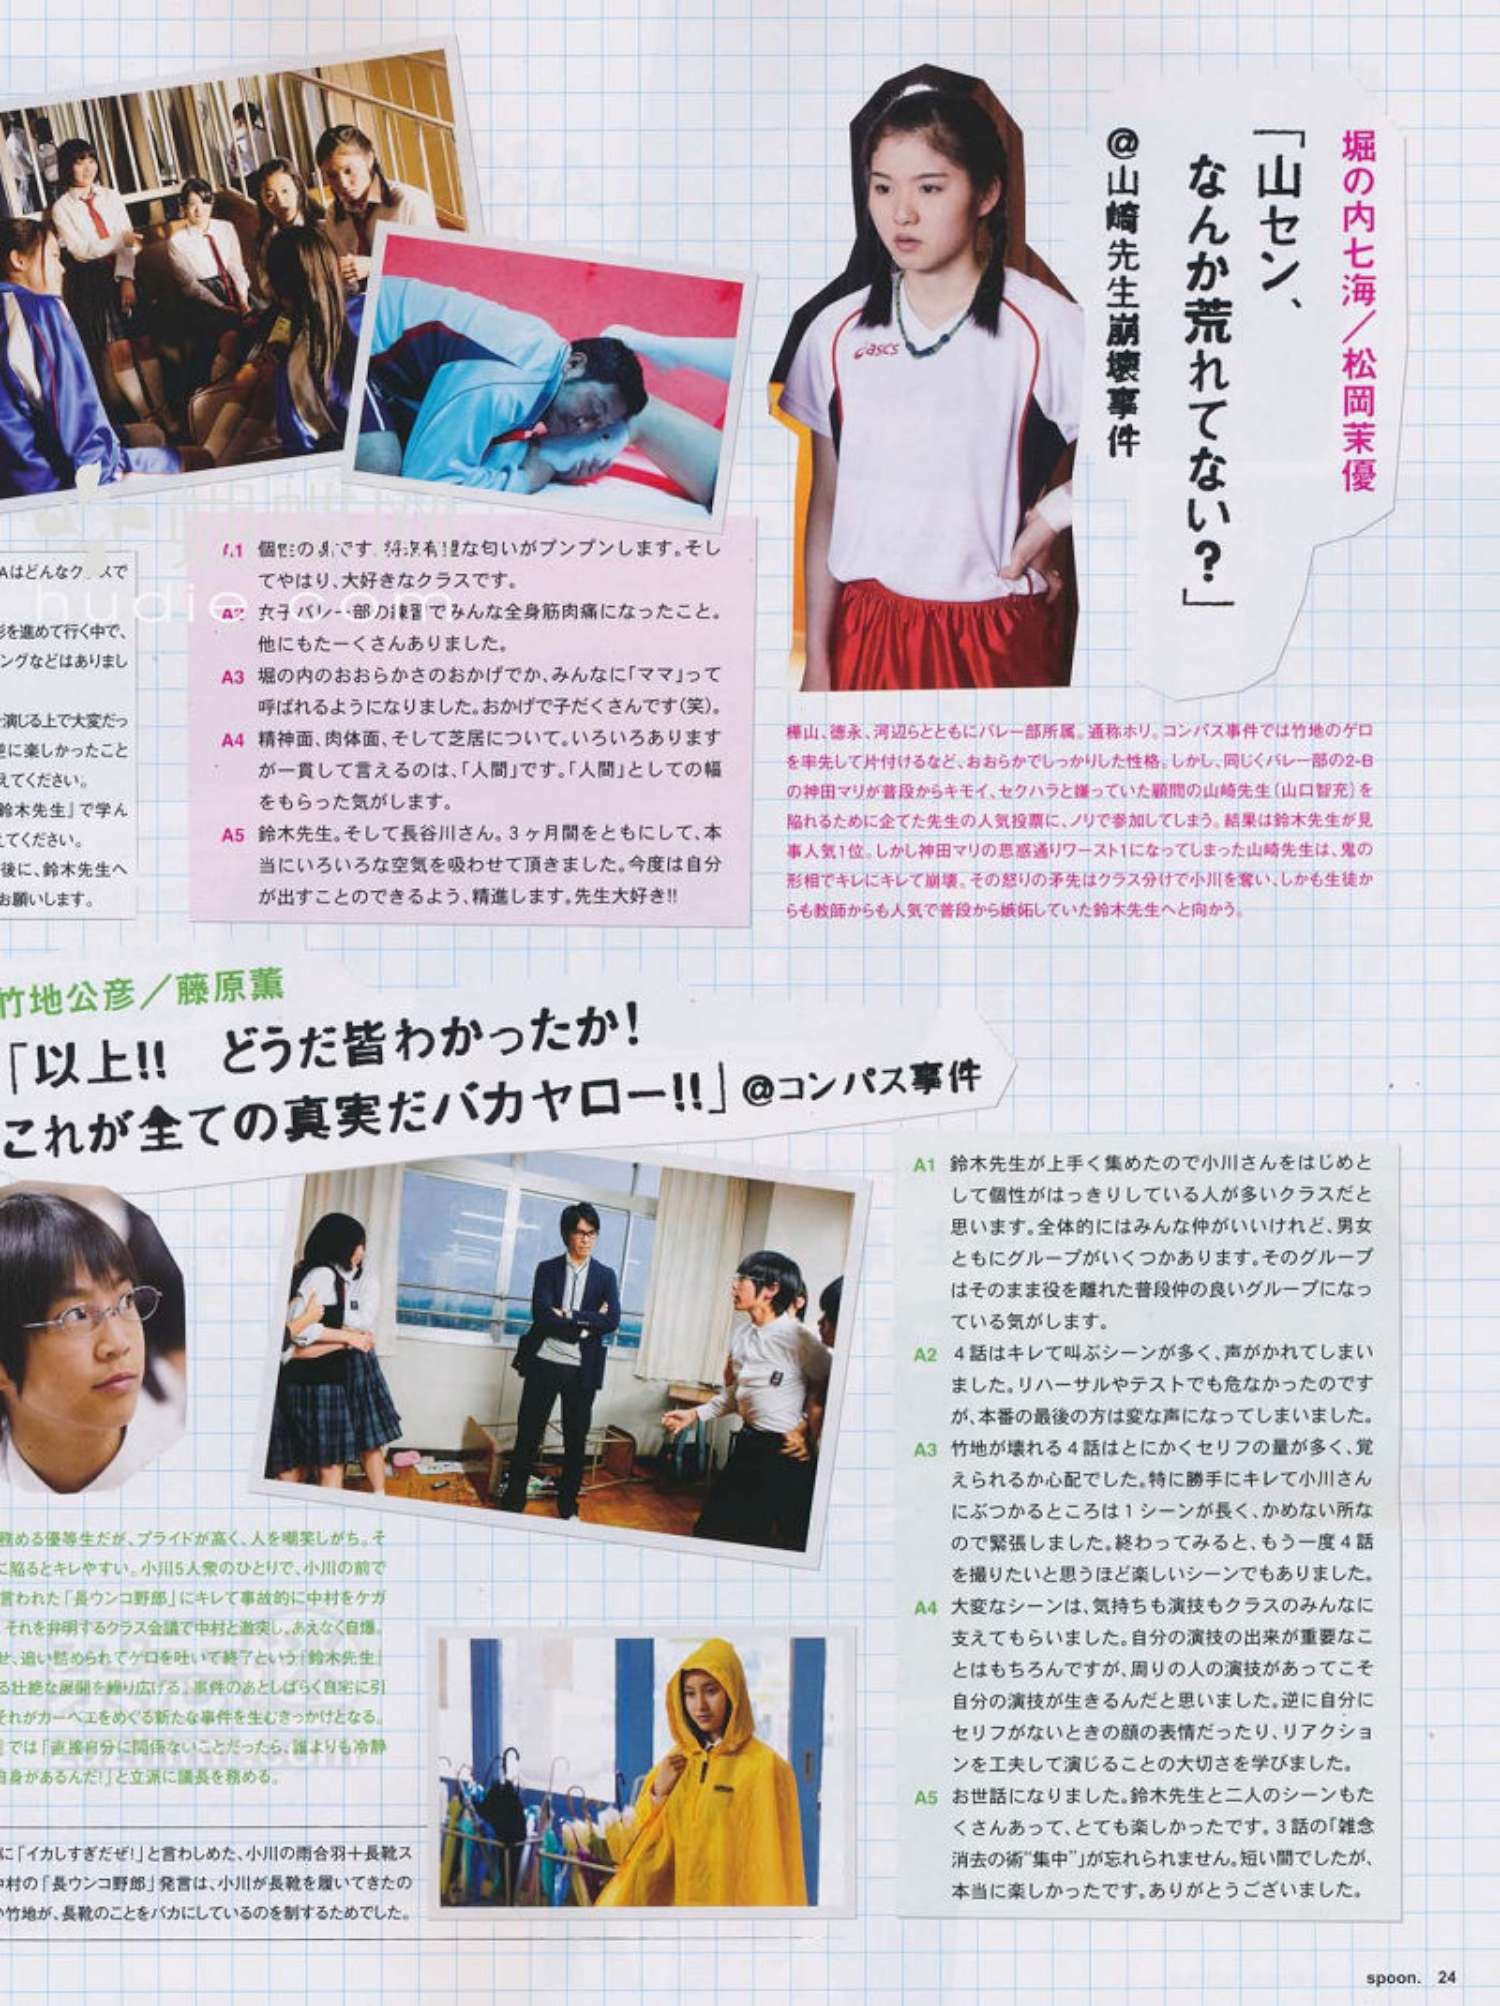 堀の内七海／松岡茉優
「山セン、
なんか荒れてない？」
@山崎先生崩壊事件
asics
樺山、徳永、河辺らとともにバレー部所属。通称ホリ。コンパス事件では竹地のゲロ
を率先して片付けるなど、おおらかでしっかりした性格。しかし、同じくバレー部の2-B
の神田マリが普段からキモイ、セクハラと嫌っていた顧問の山崎先生（山口智充）を
陥れるために企てた先生の人気投票に、ノリで参加してしまう。結果は鈴木先生が見
事人気1位。しかし神田マリの思惑通りワースト1になってしまった山崎先生は、鬼の
形相でキレにキレて崩壊。その怒りの矛先はクラス分けで小川を奪い、しかも生徒か
らも教師からも人気で普段から嫉妬していた鈴木先生へと向かう。
A1 個性の です。将来有望な匂いがプンプンします。そし
てやはり、大好きなクラスです。
A2 女子バレー部の練習でみんな全身筋肉痛になったこと。
他にもたーくさんありました。
A3 堀の内のおおらかさのおかげでか、みんなに「ママ」って
呼ばれるようになりました。おかげで子だくさんです（笑）。
A4 精神面、肉体面、そして芝居について。いろいろあります
が一貫して言えるのは、「人間」です。「人間」としての幅
をもらった気がします。
A5 鈴木先生。そして長谷川さん。3ヶ月間をともにして、本
当にいろいろな空気を吸わせて頂きました。今度は自分
が出すことのできるよう、精進します。先生大好き!!
Aはどんなクラスで
影を進めて行く中で、
ングなどはありまし
演じる上で大変だっ
逆に楽しかったこと
えてください。
鈴木先生」で学ん
えてください。
後に、鈴木先生へ
お願いします。
hudie.com
竹地公彦／藤原薫
「以上!! どうだ皆わかったか!
これが全ての真実だバカヤロー!!」@コンパス事件
務める優等生だが、プライドが高く、人を嘲笑しがち。そ
に陥るとキレやすい。小川5人衆のひとりで、小川の前で
言われた「長ウンコ野郎」にキレて事故的に中村をケガ
それを弁明するクラス会議で中村と激突し、あえなく自爆。
せ、追い詰められてゲロを吐いて終了という「鈴木先生」
る壮絶な展開を繰り広げる。事件のあとしばらく自宅に引
それがカーベェをめぐる新たな事件を生むきっかけとなる。
では「直接自分に関係ないことだったら、誰よりも冷静
自身があるんだ!」と立派に議長を務める。
に「イカしすぎだぜ!」と言わしめた、小川の雨合羽＋長靴ス
中村の「長ウンコ野郎」発言は、小川が長靴を履いてきたの
い竹地が、長靴のことをバカにしているのを制するためでした。
A1 鈴木先生が上手く集めたので小川さんをはじめと
して個性がはっきりしている人が多いクラスだと
思います。全体的にはみんな仲がいいけれど、男女
ともにグループがいくつかあります。そのグループ
はそのまま役を離れた普段仲の良いグループになっ
ている気がします。
A2 4話はキレて叫ぶシーンが多く、声がかれてしまい
ました。リハーサルやテストでも危なかったのです
が、本番の最後の方は変な声になってしまいました。
A3 竹地が壊れる4話はとにかくセリフの量が多く、覚
えられるか心配でした。特に勝手にキレて小川さん
にぶつかるところは1シーンが長く、かめない所な
ので緊張しました。終わってみると、もう一度4話
を撮りたいと思うほど楽しいシーンでもありました。
A4 大変なシーンは、気持ちも演技もクラスのみんなに
支えてもらいました。自分の演技の出来が重要なこ
とはもちろんですが、周りの人の演技があってこそ
自分の演技が生きるんだと思いました。逆に自分に
セリフがないときの顔の表情だったり、リアクショ
ンを工夫して演じることの大切さを学びました。
A5 お世話になりました。鈴木先生と二人のシーンもた
くさんあって、とても楽しかったです。3話の「雑念
消去の術“集中”」が忘れられません。短い間でしたが、
本当に楽しかったです。ありがとうございました。
spoon. 24